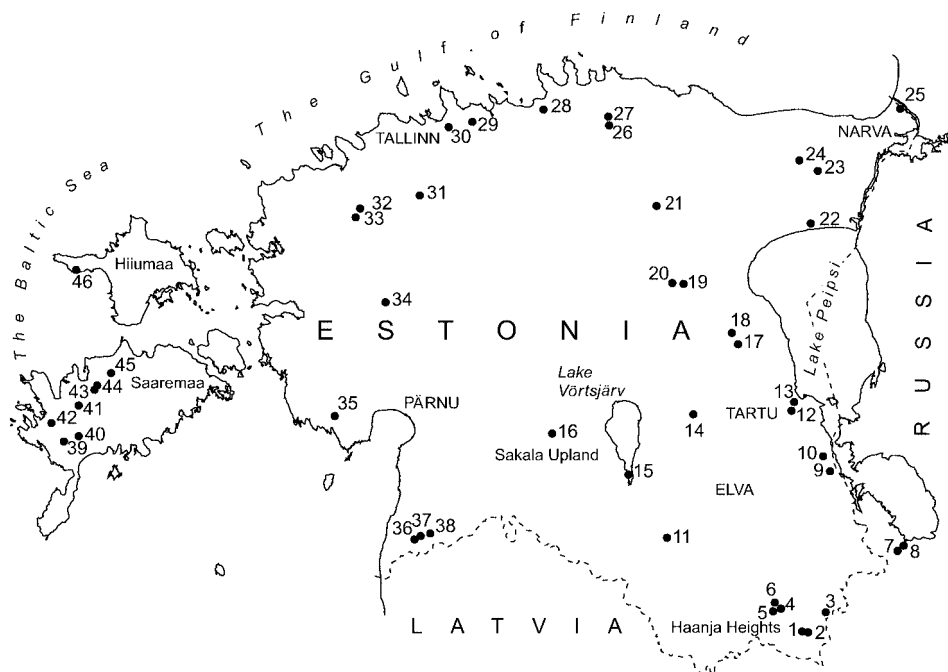 The Gulf of Finland
The Baltic Sea
28
25
27
26
29
30
TALLINN
NARVA
24
23
31
32
33
21
22
RUSSIA
Hiiumaa
46
20
19
Lake Peipsi
34
ESTONIA
18
17
45
44
43
Saaremaa
41
42
40
39
Lake
Võrtsjärv
35
PÄRNU
13
TARTU
12
14
16
Sakala Upland
10
9
15
ELVA
36
37
38
11
7
8
6
4
5
3
LATVIA
Haanja Heights
1
2